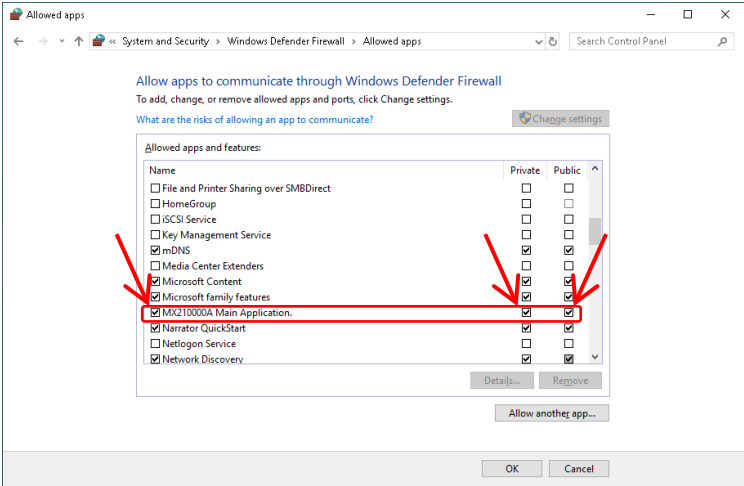 Allowed apps
« System and Security > Windows Defender Firewall > Allowed apps
Search Control Panel
Allow apps to communicate through Windows Defender Firewall
To add, change, or remove allowed apps and ports, click Change settings.
What are the risks of allowing an app to communicate?
Change settings
Allowed apps and features:
Name Private Public
File and Printer Sharing over SMBDirect
HomeGroup
iSCSI Service
Key Management Service
mDNS
Media Center Extenders
Microsoft Content
Microsoft family features
MX210000A Main Application.
Narrator QuickStart
Netlogon Service
Network Discovery
Details... Remove
Allow another app...
OK Cancel